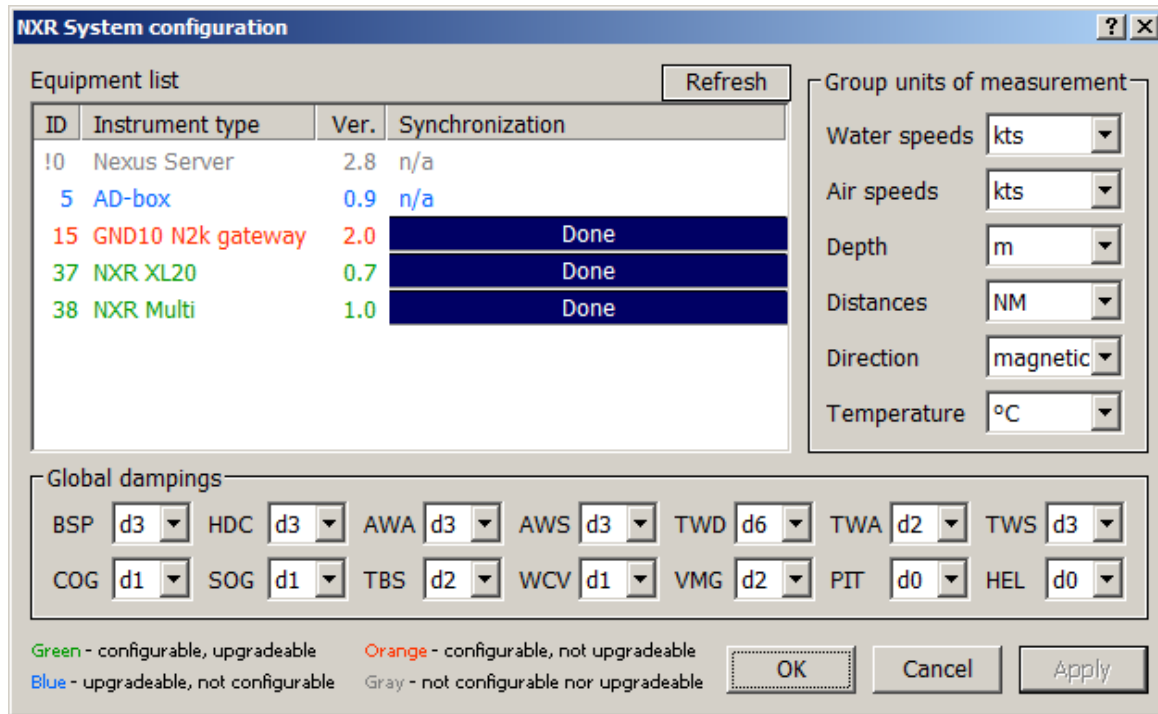 NXR System configuration
Equipment list
Refresh
ID Instrument type Ver. Synchronization
!0 Nexus Server 2.8 n/a
5 AD-box 0.9 n/a
15 GND10 N2k gateway 2.0 Done
37 NXR XL20 0.7 Done
38 NXR Multi 1.0 Done
Group units of measurement
Water speeds kts
Air speeds kts
Depth m
Distances NM
Direction magnetic
Temperature ºC
Global dampings
BSP d3 HDC d3 AWA d3 AWS d3 TWD d6 TWA d2 TWS d3
COG d1 SOG d1 TBS d2 WCV d1 VMG d2 PIT d0 HEL d0
Green - configurable, upgradeable
Orange - configurable, not upgradeable
Blue - upgradeable, not configurable
Gray - not configurable nor upgradeable
OK Cancel Apply